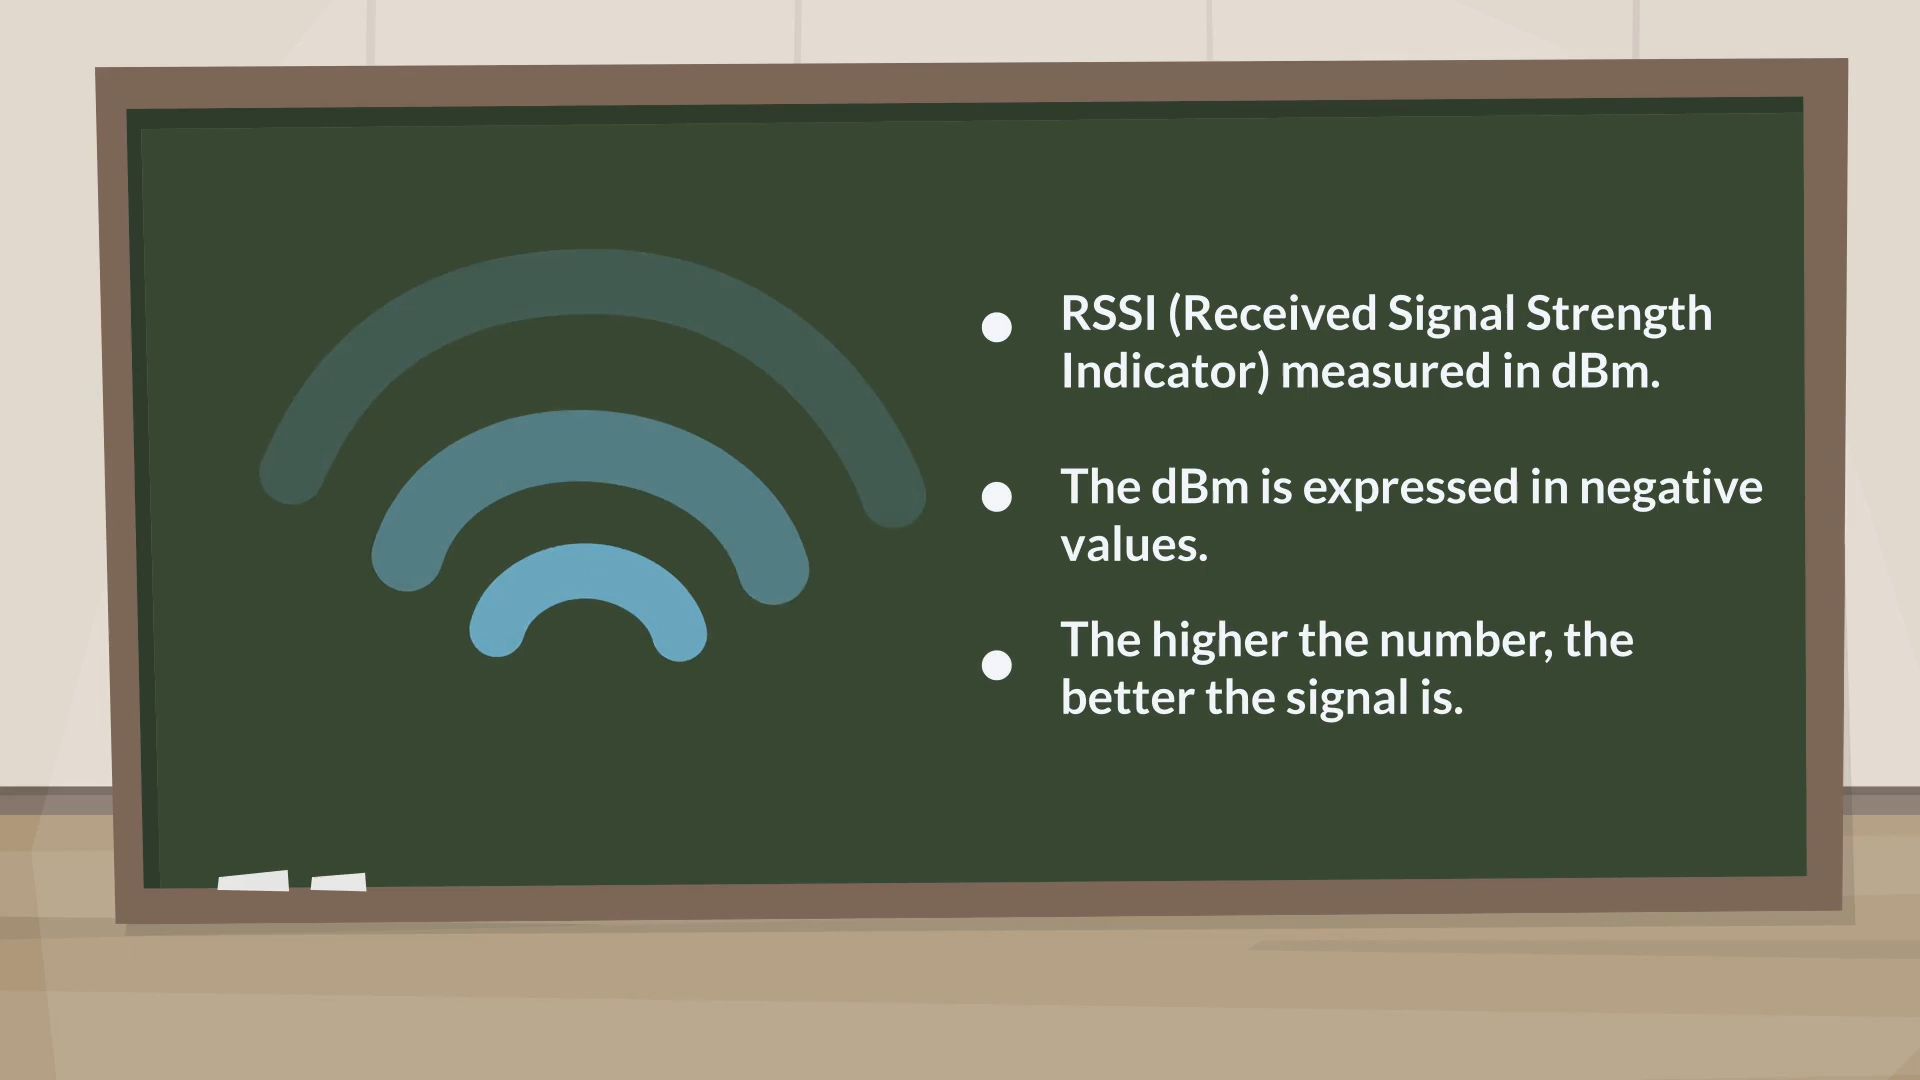 RSSI (Received Signal Strength
Indicator) measured in dBm.
The dBm is expressed in negative
values.
The higher the number, the
better the signal is.